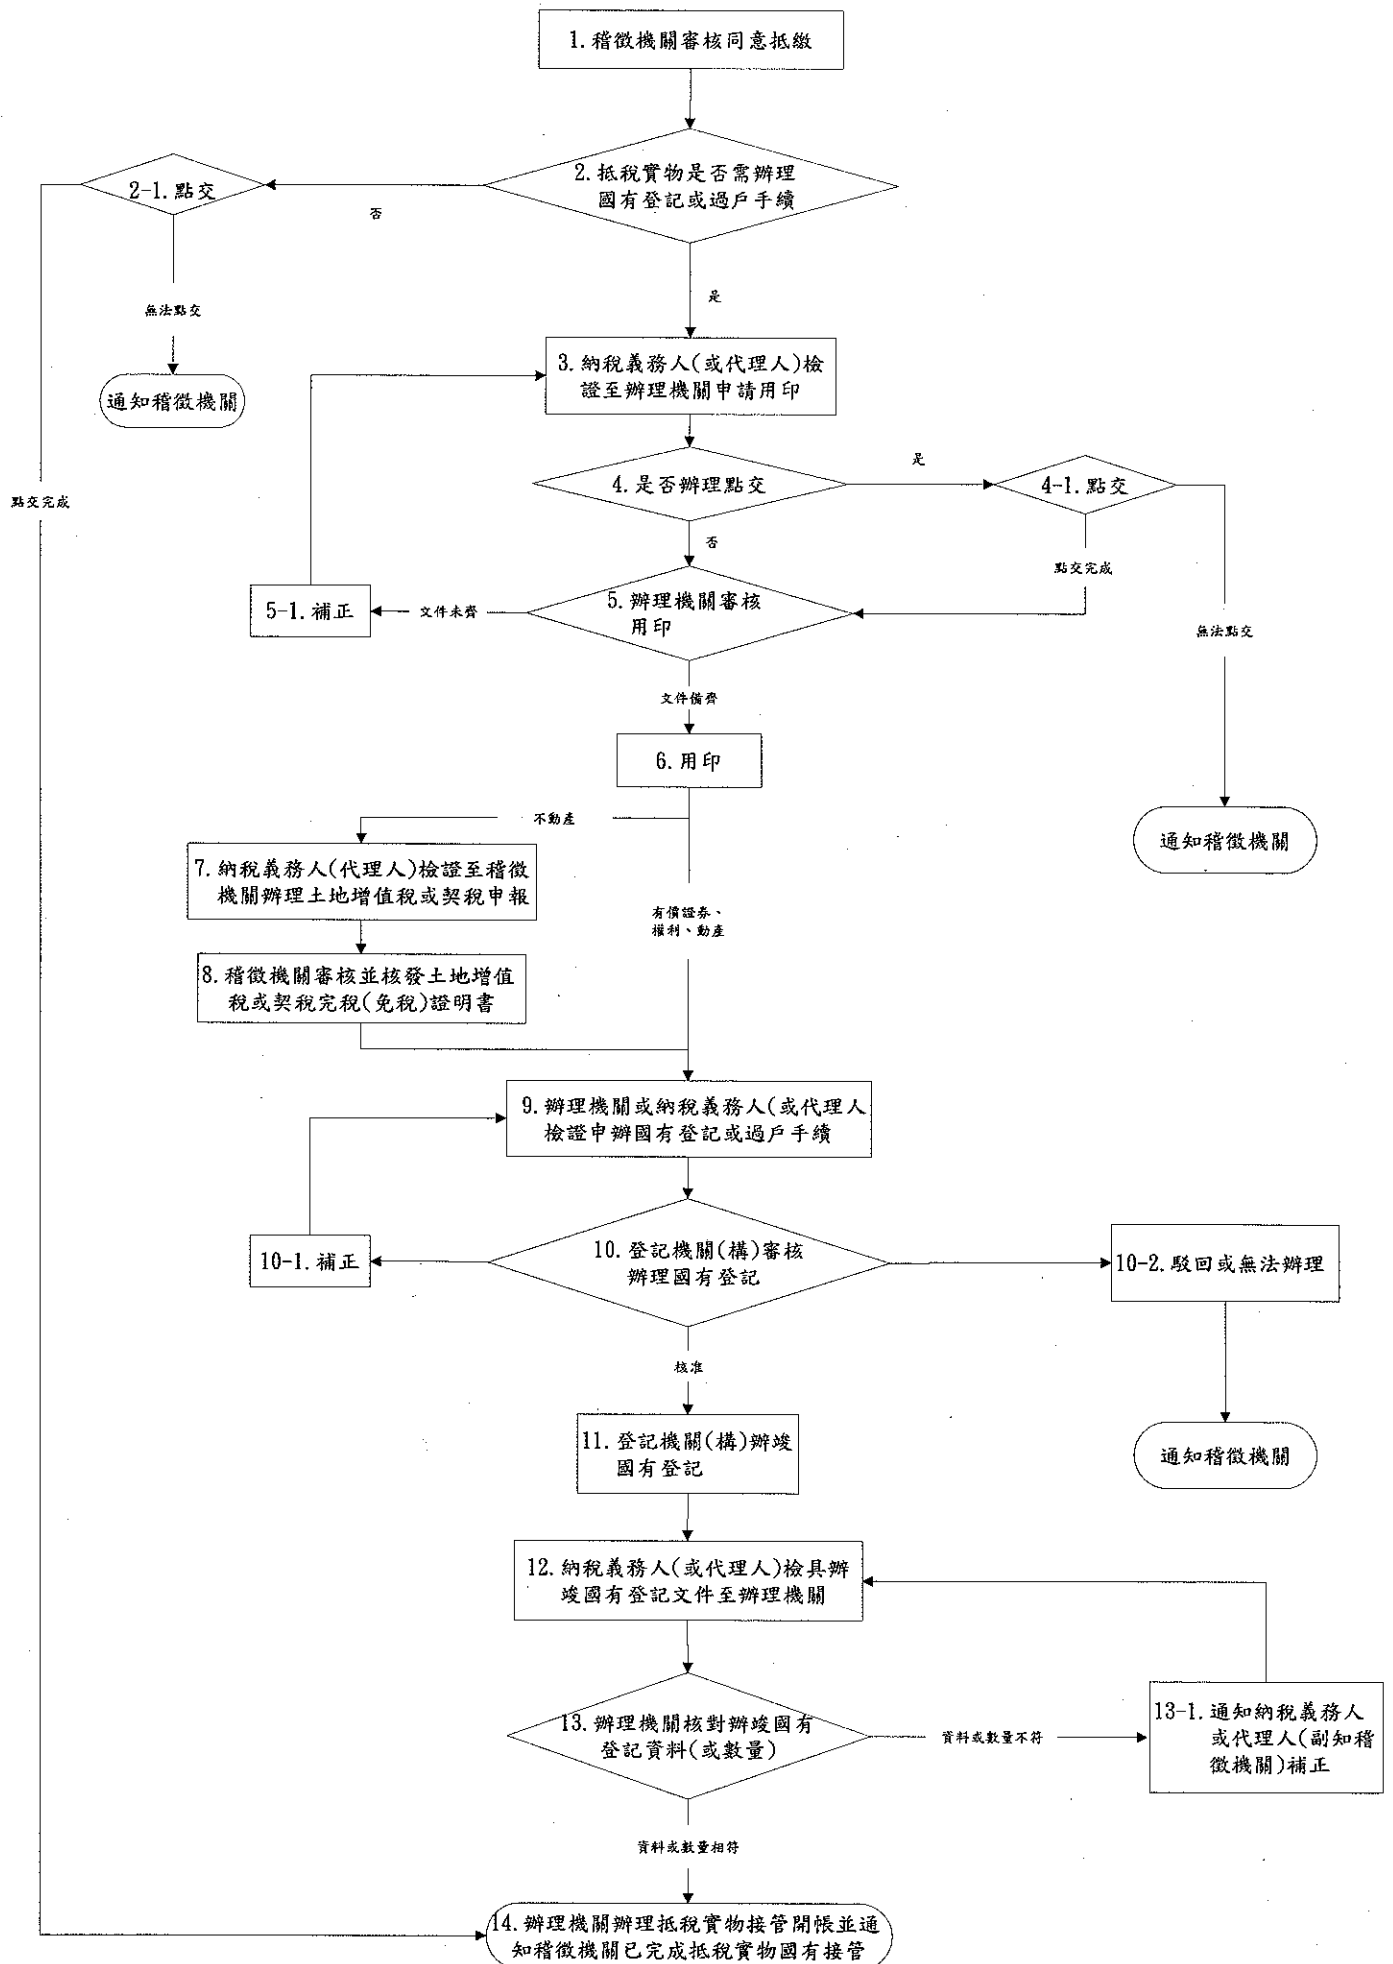 1.稽徵機關審核同意抵繳
2.抵稅實物是否需辦理
國有登記或過戶手續
2-1.點交
否
是
無法點交
通知稽徵機關
3.納稅義務人(或代理人)檢
證至辦理機關申請用印
4.是否辦理點交
是
4-1.點交
點交完成
否
點交完成
5.辦理機關審核
用印
文件未齊
5-1.補正
無法點交
文件備齊
6.用印
不動產
通知稽徵機關
7.納稅義務人(代理人)檢證至稽徵
機關辦理土地增值稅或契稅申報
有價證券、
權利、動產
8.稽徵機關審核並核發土地增值
稅或契稅完稅(免稅)證明書
9.辦理機關或納稅義務人(或代理人
檢證申辦國有登記或過戶手續
10.登記機關(構)審核
辦理國有登記
10-1.補正
10-2.駁回或無法辦理
核准
11.登記機關(構)辦竣
國有登記
通知稽徵機關
12.納稅義務人(或代理人)檢具辦
竣國有登記文件至辦理機關
13.辦理機關核對辦竣國有
登記資料(或數量)
資料或數量不符
13-1.通知納稅義務人
或代理人(副知稽
徵機關)補正
資料或數量相符
14.辦理機關辦理抵稅實物接管開帳並通
知稽徵機關已完成抵稅實物國有接管